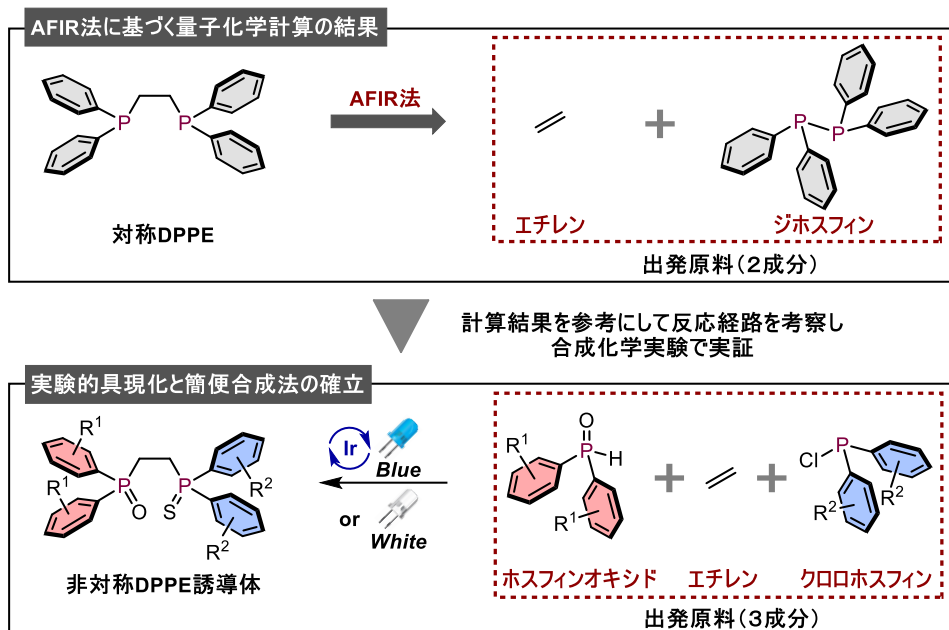 AFIR法に基づく量子化学計算の結果
P
P
対称DPPE
AFIR法
エチレン
P
P
ジホスフィン
出発原料(2成分)
計算結果を参考にして反応経路を考察し
合成化学実験で実証
実験的具現化と簡便合成法の確立
R1
R1
P
O
P
S
R2
R2
非対称DPPE誘導体
Ir
Blue
or
White
O
P
H
R1
R1
ホスフィンオキシド
エチレン
P
Cl
R2
R2
クロロホスフィン
出発原料(3成分)